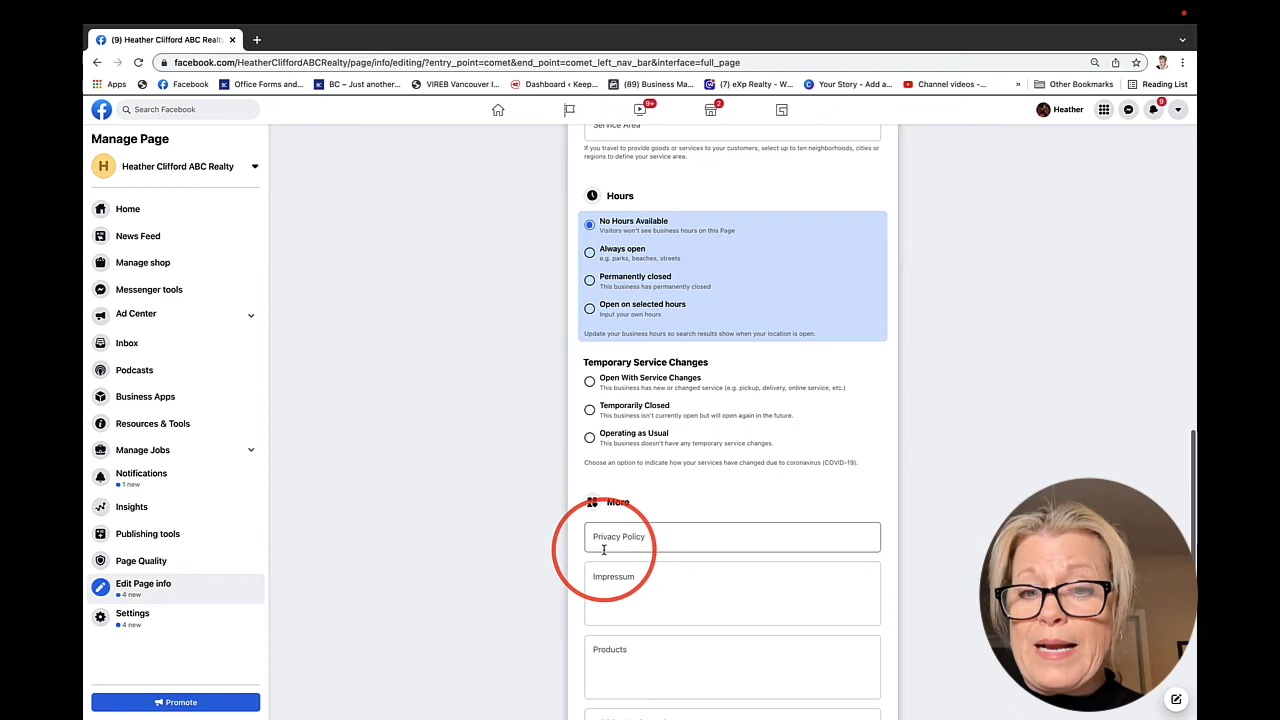 (9) Heather Clifford ABC Realt
facebook.com/HeatherCliffordABCRealty/page/info/editing/?entry_point=comet&end_point=comet_left_nav_bar&interface=full_page
Apps
Facebook
Office Forms and...
BC – Just another...
VIREB Vancouver I...
Dashboard ‹ Keep...
(89) Business Ma...
(7) eXp Realty - W...
Your Story - Add a...
Channel videos -...
»
Other Bookmarks
Reading List
Search Facebook
9+
2
Heather
9
Manage Page
H
Heather Clifford ABC Realty
Home
News Feed
Manage shop
Messenger tools
Ad Center
Inbox
Podcasts
Business Apps
Resources & Tools
Manage Jobs
Notifications
1 new
Insights
Publishing tools
Page Quality
Edit Page info
4 new
Settings
4 new
Promote
Service Area
If you travel to provide goods or services to your customers, select up to ten neighborhoods, cities or
regions to define your service area.
Hours
No Hours Available
Visitors won't see business hours on this Page
Always open
e.g. parks, beaches, streets
Permanently closed
This business has permanently closed
Open on selected hours
Input your own hours
Update your business hours so search results show when your location is open.
Temporary Service Changes
Open With Service Changes
This business has new or changed service (e.g. pickup, delivery, online service, etc.)
Temporarily Closed
This business isn't currently open but will open again in the future.
Operating as Usual
This business doesn't have any temporary service changes.
Choose an option to indicate how your services have changed due to coronavirus (COVID-19).
More
Privacy Policy
Impressum
Products